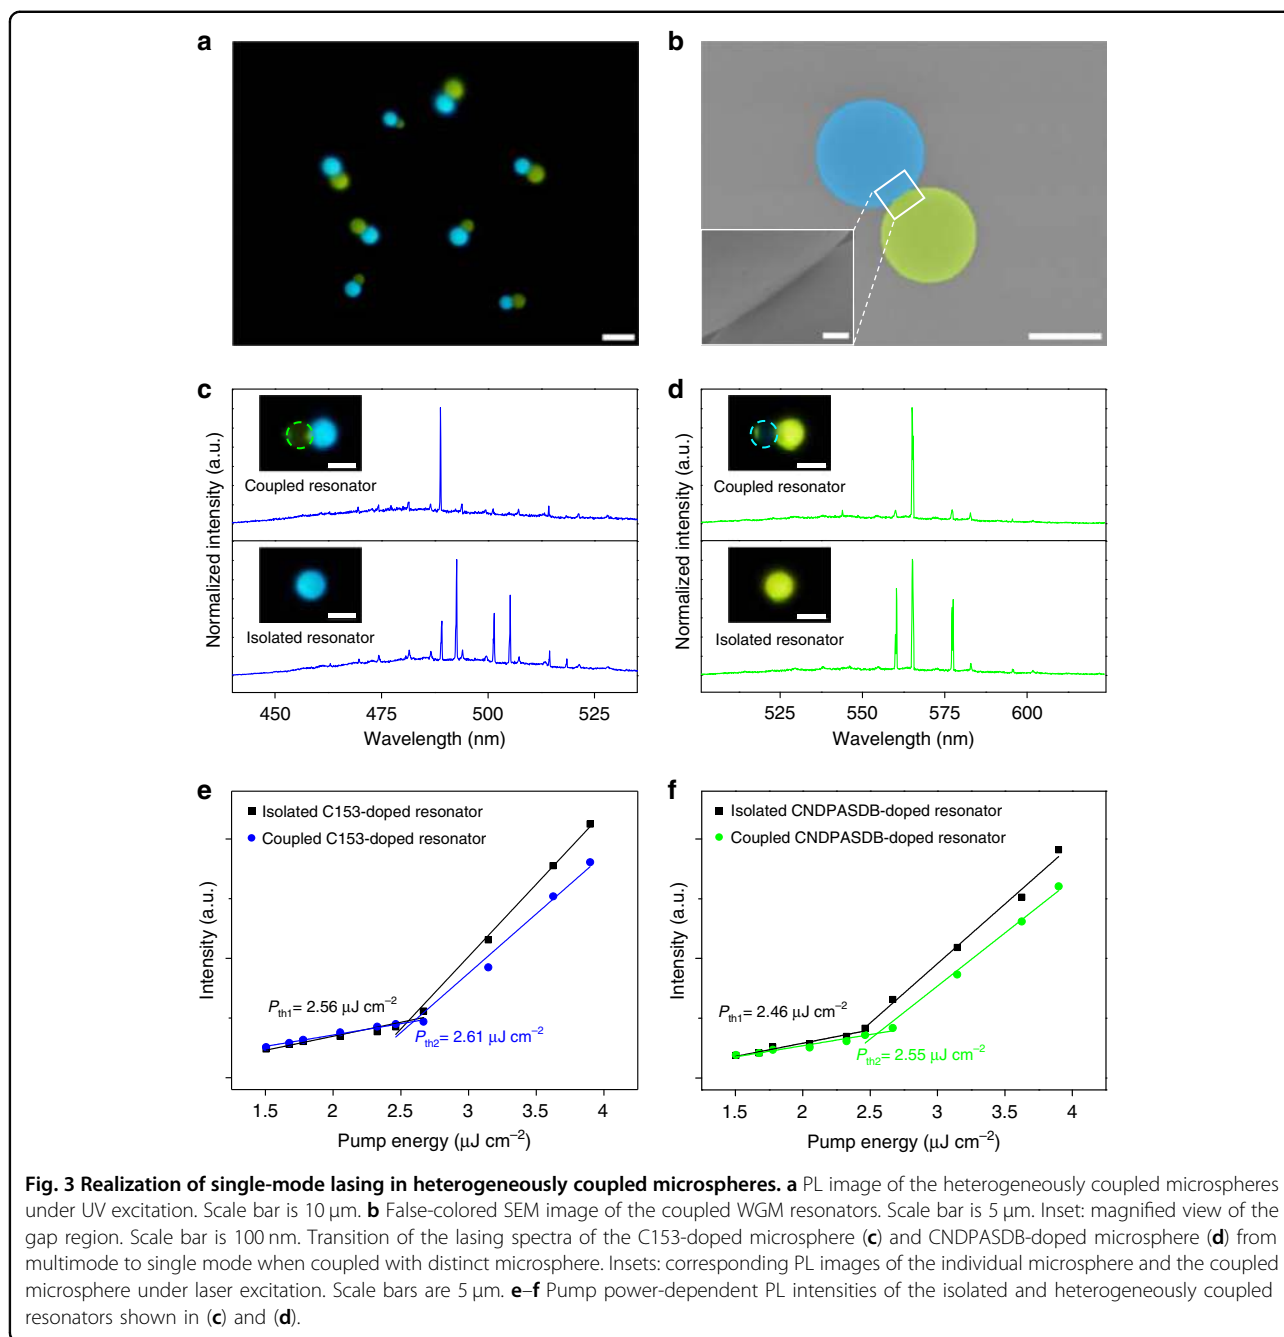 a
b
c
d
Normalized intensity (a.u.)
Coupled resonator
Isolated resonator
450
475
500
525
Wavelength (nm)
Normalized intensity (a.u.)
Coupled resonator
Isolated resonator
525
550
575
600
Wavelength (nm)
e
Isolated C153-doped resonator
Coupled C153-doped resonator
Intensity (a.u.)
Pth1= 2.56 μJ cm−2
Pth2= 2.61 μJ cm−2
1.5
2
2.5
3
3.5
4
Pump energy (μJ cm−2)
f
Isolated CNDPASDB-doped resonator
Coupled CNDPASDB-doped resonator
Intensity (a.u.)
Pth1= 2.46 μJ cm−2
Pth2= 2.55 μJ cm−2
1.5
2
2.5
3
3.5
4
Pump energy (μJ cm−2)
Fig. 3 Realization of single-mode lasing in heterogeneously coupled microspheres. a PL image of the heterogeneously coupled microspheres
under UV excitation. Scale bar is 10 μm. b False-colored SEM image of the coupled WGM resonators. Scale bar is 5 μm. Inset: magnified view of the
gap region. Scale bar is 100 nm. Transition of the lasing spectra of the C153-doped microsphere (c) and CNDPASDB-doped microsphere (d) from
multimode to single mode when coupled with distinct microsphere. Insets: corresponding PL images of the individual microsphere and the coupled
microsphere under laser excitation. Scale bars are 5 μm. e–f Pump power-dependent PL intensities of the isolated and heterogeneously coupled
resonators shown in (c) and (d).